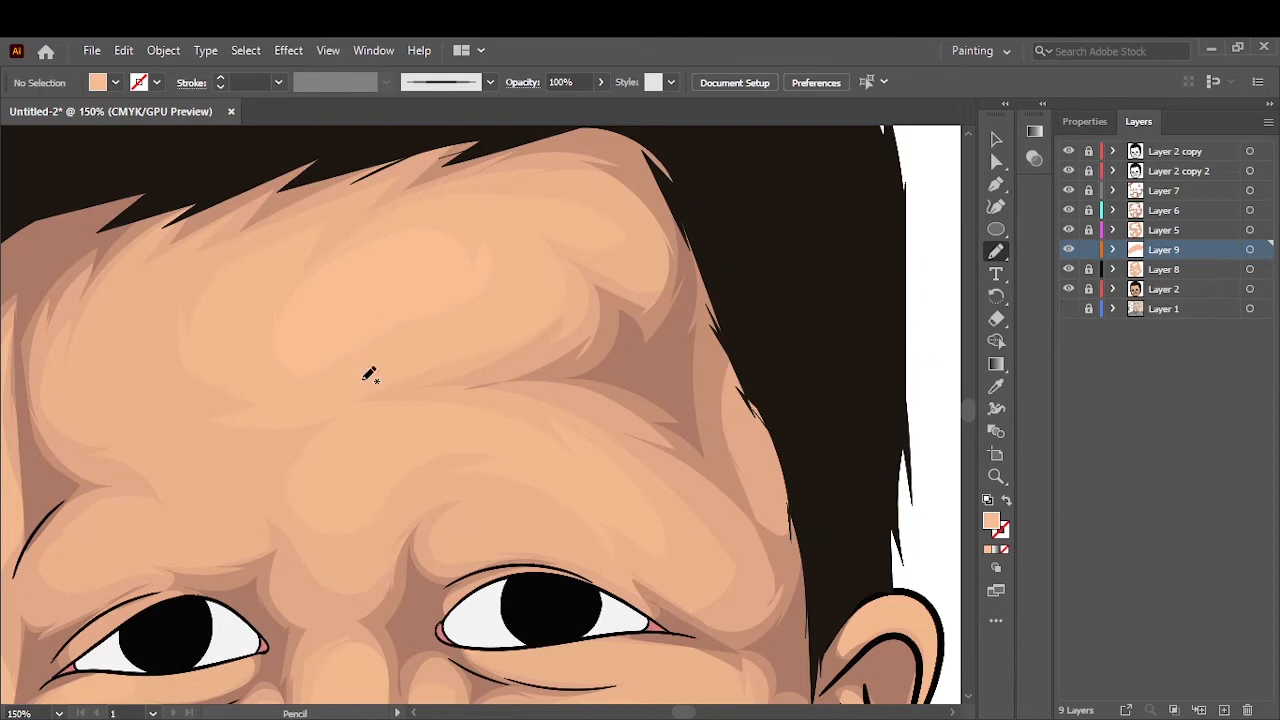 Ai File Edit Object Type Select Effect View Window Help Painting Search Adobe Stock
No Selection Stroke: Opacity: 100% Style: Document Setup Preferences
Untitled-2* @ 150% (CMYK/GPU Preview)
Properties Layers
Layer 2 copy
Layer 2 copy 2
Layer 7
Layer 6
Layer 5
Layer 9
Layer 8
Layer 2
Layer 1
150% 1 Pencil 9 Layers